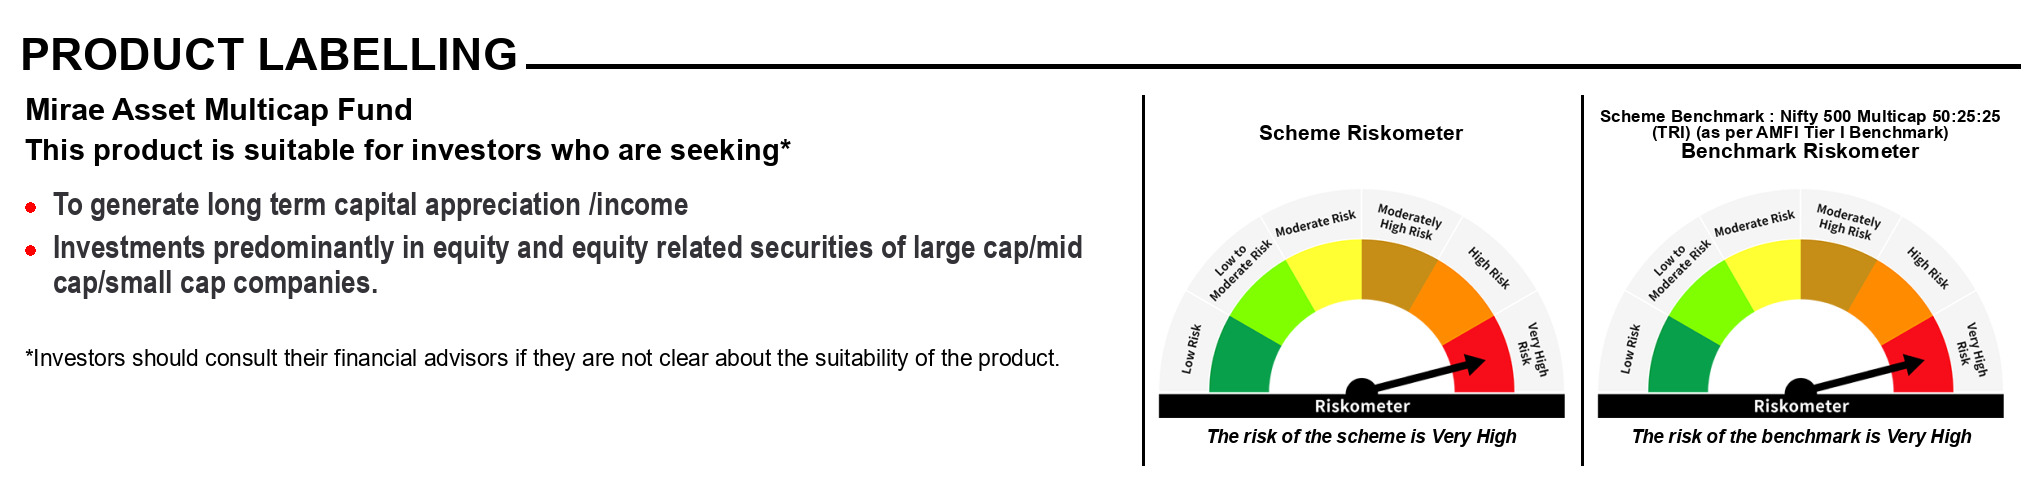 PRODUCT LABELLING
Mirae Asset Multicap Fund
This product is suitable for investors who are seeking*
To generate long term capital appreciation /income
Investments predominantly in equity and equity related securities of large cap/mid
cap/small cap companies.
*Investors should consult their financial advisors if they are not clear about the suitability of the product.
Scheme Riskometer
Low Risk
Low to
Moderate Risk
Moderate Risk
Moderately
High Risk
High Risk
Very High
Risk
Riskometer
The risk of the scheme is Very High
Scheme Benchmark : Nifty 500 Multicap 50:25:25
(TRI) (as per AMFI Tier I Benchmark)
Benchmark Riskometer
Low Risk
Low to
Moderate Risk
Moderate Risk
Moderately
High Risk
High Risk
Very High
Risk
Riskometer
The risk of the benchmark is Very High